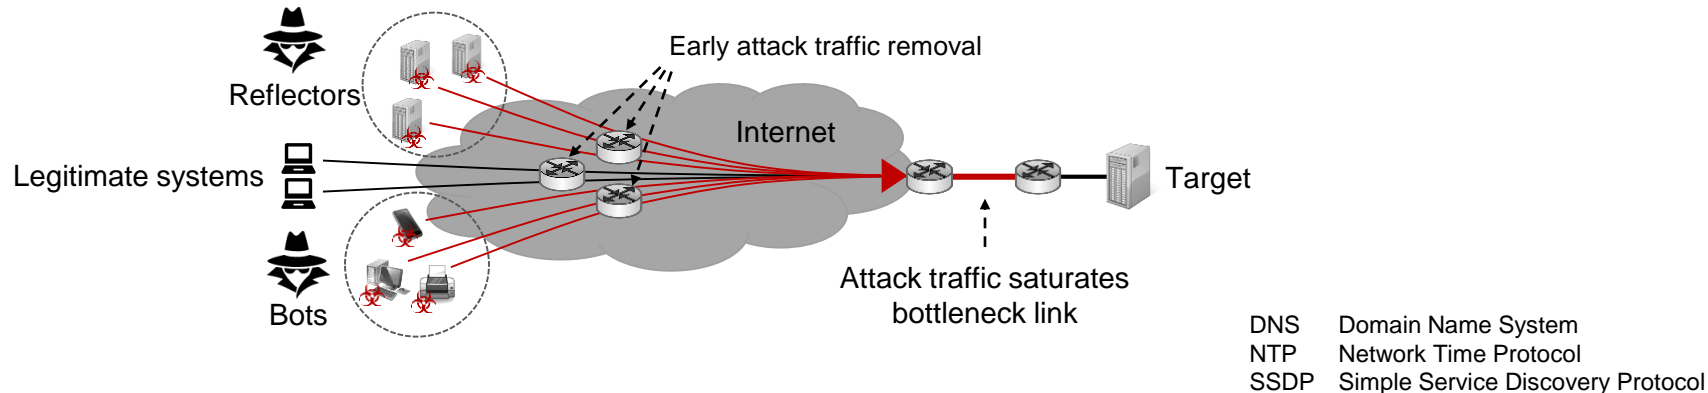 Early attack traffic removal
Reflectors
Internet
Legitimate systems
Target
Attack traffic saturates
bottleneck link
Bots
DNS Domain Name System
NTP Network Time Protocol
SSDP Simple Service Discovery Protocol